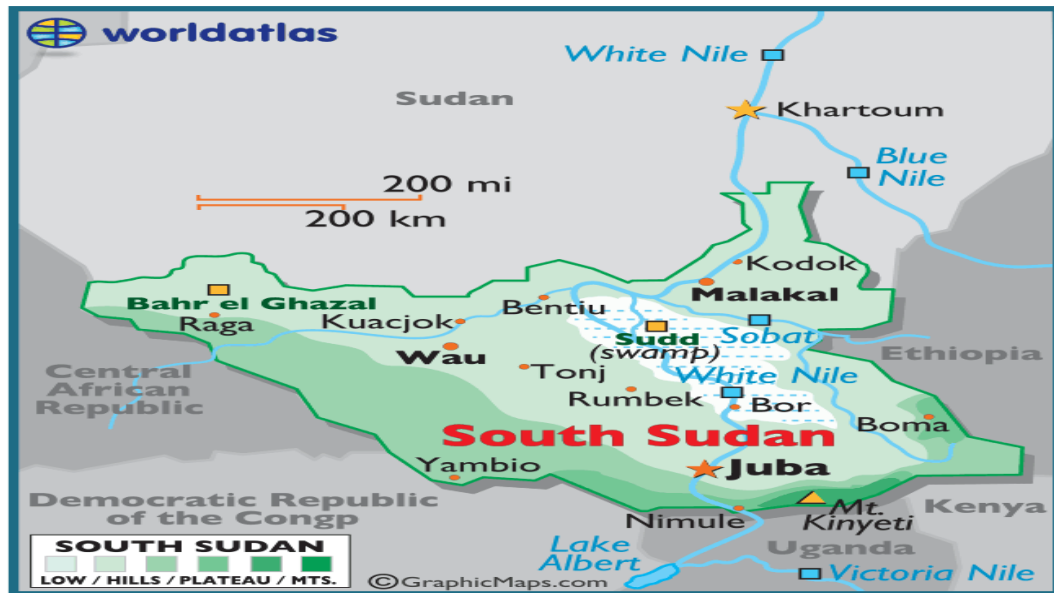 worldatlas
White Nile
Sudan
Khartoum
Blue
Nile
200 mi
200 km
Kodok
Malakal
Bahr el Ghazal
Raga
Kuacjok
Bentiu
Sobat
Sudd
(swamp)
Wau
Ethiopia
Central
African
Republic
Tonj
White Nile
Rumbek
Bor
Boma
South Sudan
Yambio
Juba
Democratic Republic
of the Congp
Mt.
Kinyeti
Kenya
Nimule
Uganda
Lake
Albert
Victoria Nile
SOUTH SUDAN
LOW / HILLS / PLATEAU / MTS.
©GraphicMaps.com